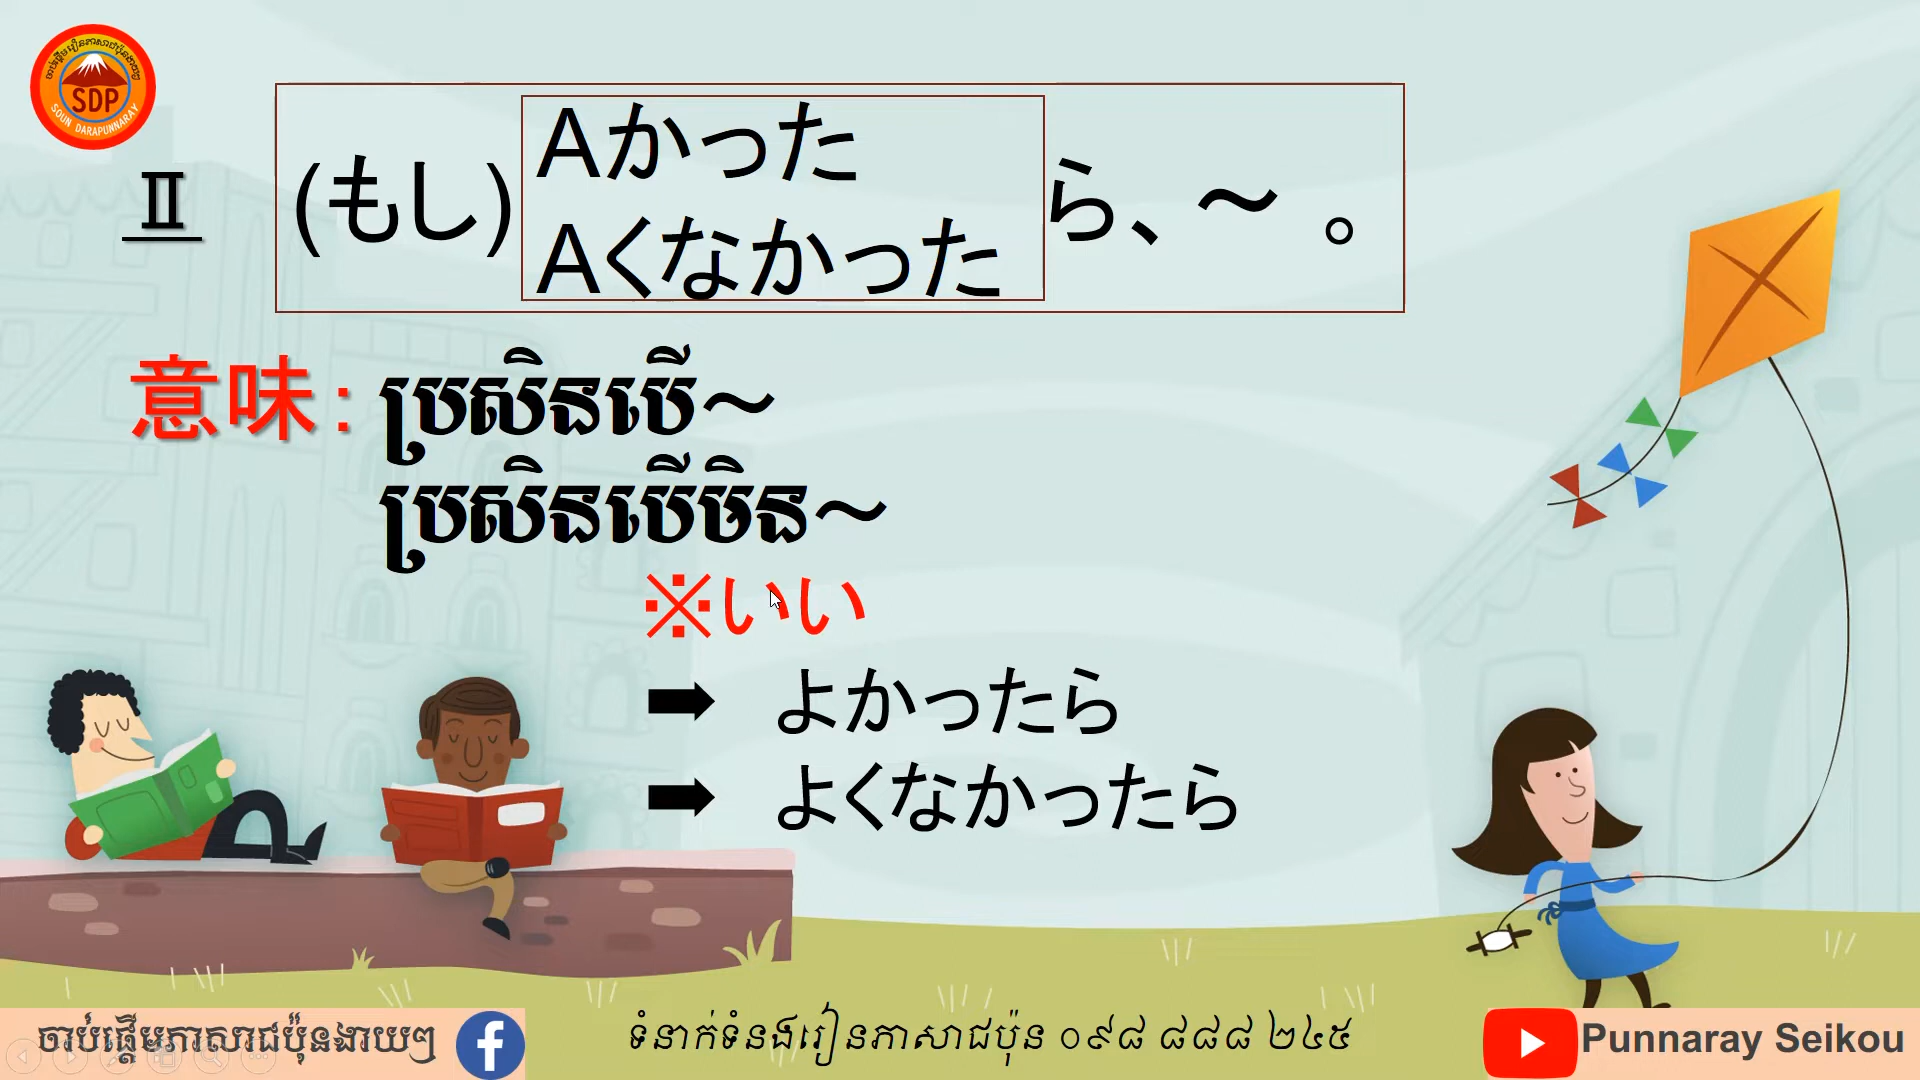 SDP
SOUN DARAPUNNARAY
II
(もし)
Aかった
Aくなかった
ら、～。
意味:
ប្រសិនបើ~
ប្រសិនបើមិន~
※いい
➡ よかったら
➡ よくなかったら
ចាប់ផ្តើមភាសាជប៉ុនងាយៗ
ទំនាក់ទំនងរៀនភាសាជប៉ុន ០៩៨ ៨៨៨ ២៤៥
Punnaray Seikou